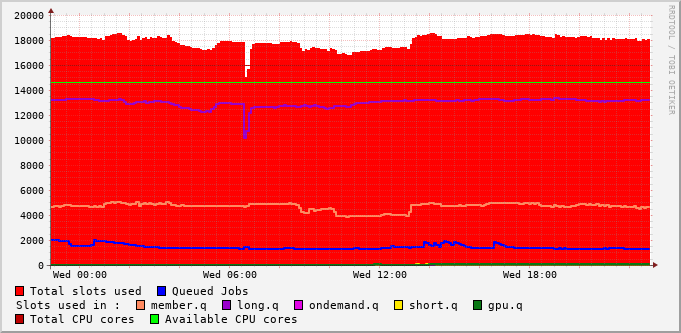 20000
18000
16000
14000
12000
10000
8000
6000
4000
2000
0
Wed 00:00 Wed 06:00 Wed 12:00 Wed 18:00
RRDTOOL / TOBI OETIKER
Total slots used Queued Jobs
Slots used in : member.q long.q ondemand.q short.q gpu.q
Total CPU cores Available CPU cores